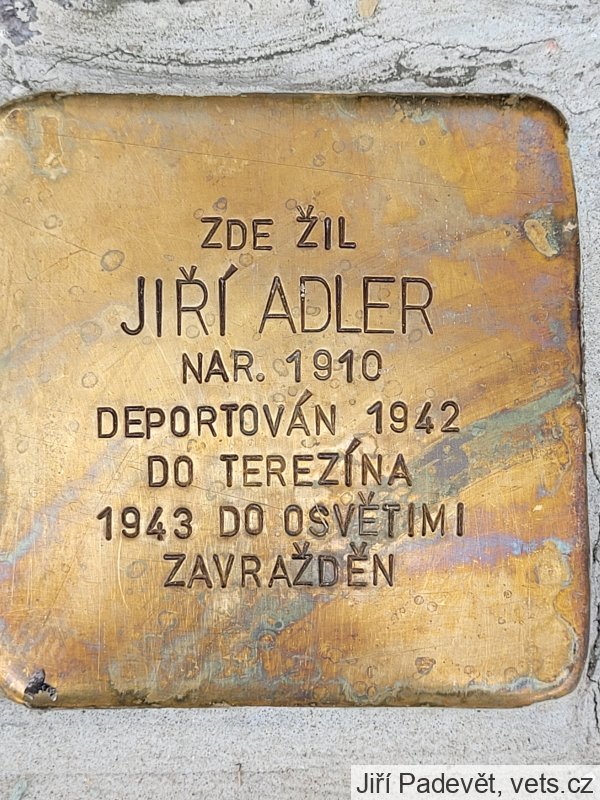 ZDE ŽIL
JIŘÍ ADLER
NAR. 1910
DEPORTOVÁN 1942
DO TEREZÍNA
1943 DO OSVĚTIMI
ZAVRAŽDĚN
Jiří Padevět, vets.cz